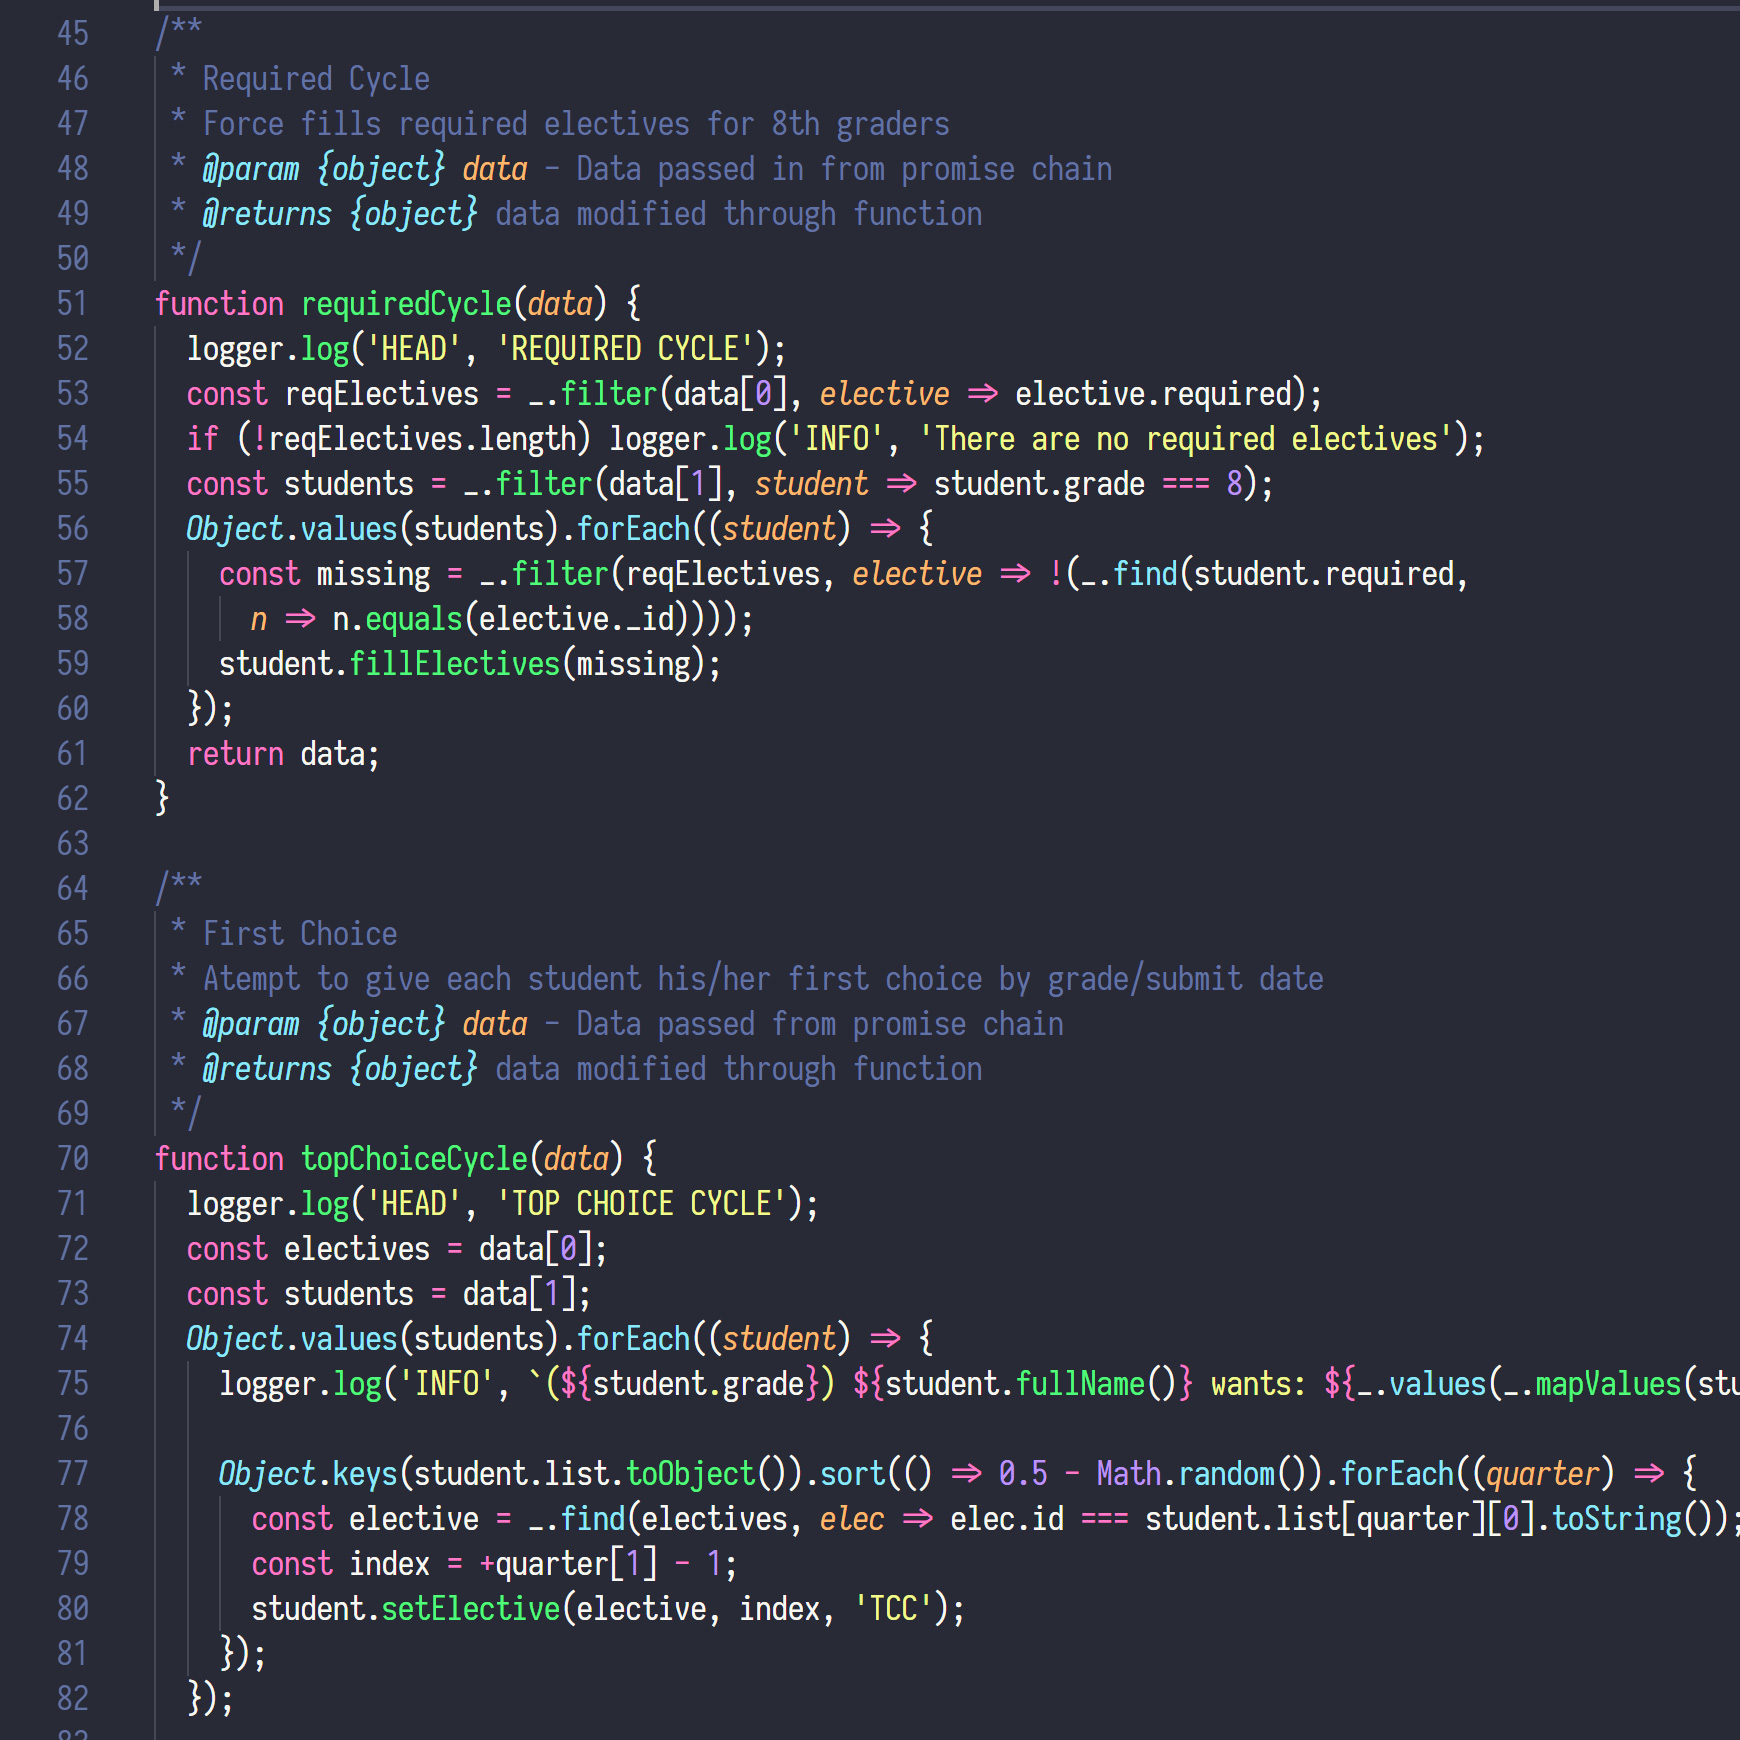 45 /**
46 * Required Cycle
47 * Force fills required electives for 8th graders
48 * @param {object} data - Data passed in from promise chain
49 * @returns {object} data modified through function
50 */
51 function requiredCycle(data) {
52 logger.log('HEAD', 'REQUIRED CYCLE');
53 const reqElectives = _.filter(data[0], elective => elective.required);
54 if (!reqElectives.length) logger.log('INFO', 'There are no required electives');
55 const students = _.filter(data[1], student => student.grade === 8);
56 Object.values(students).forEach((student) => {
57 const missing = _.filter(reqElectives, elective => !(_.find(student.required,
58 n => n.equals(elective._id))));
59 student.fillElectives(missing);
60 });
61 return data;
62 }
63
64 /**
65 * First Choice
66 * Atempt to give each student his/her first choice by grade/submit date
67 * @param {object} data - Data passed from promise chain
68 * @returns {object} data modified through function
69 */
70 function topChoiceCycle(data) {
71 logger.log('HEAD', 'TOP CHOICE CYCLE');
72 const electives = data[0];
73 const students = data[1];
74 Object.values(students).forEach((student) => {
75 logger.log('INFO', `(${student.grade}) ${student.fullName()} wants: ${_.values(_.mapValues(stu
76
77 Object.keys(student.list.toObject()).sort(() => 0.5 - Math.random()).forEach((quarter) => {
78 const elective = _.find(electives, elec => elec.id === student.list[quarter][0].toString());
79 const index = +quarter[1] - 1;
80 student.setElective(elective, index, 'TCC');
81 });
82 });